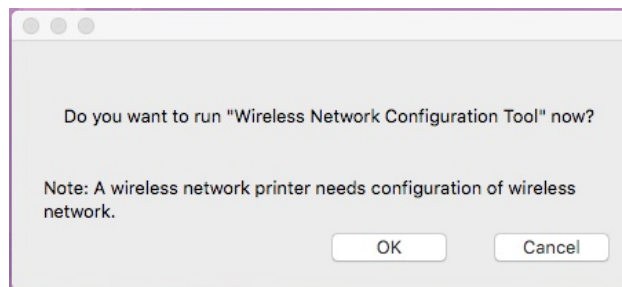 Do you want to run "Wireless Network Configuration Tool" now?
Note: A wireless network printer needs configuration of wireless
network.
OK Cancel